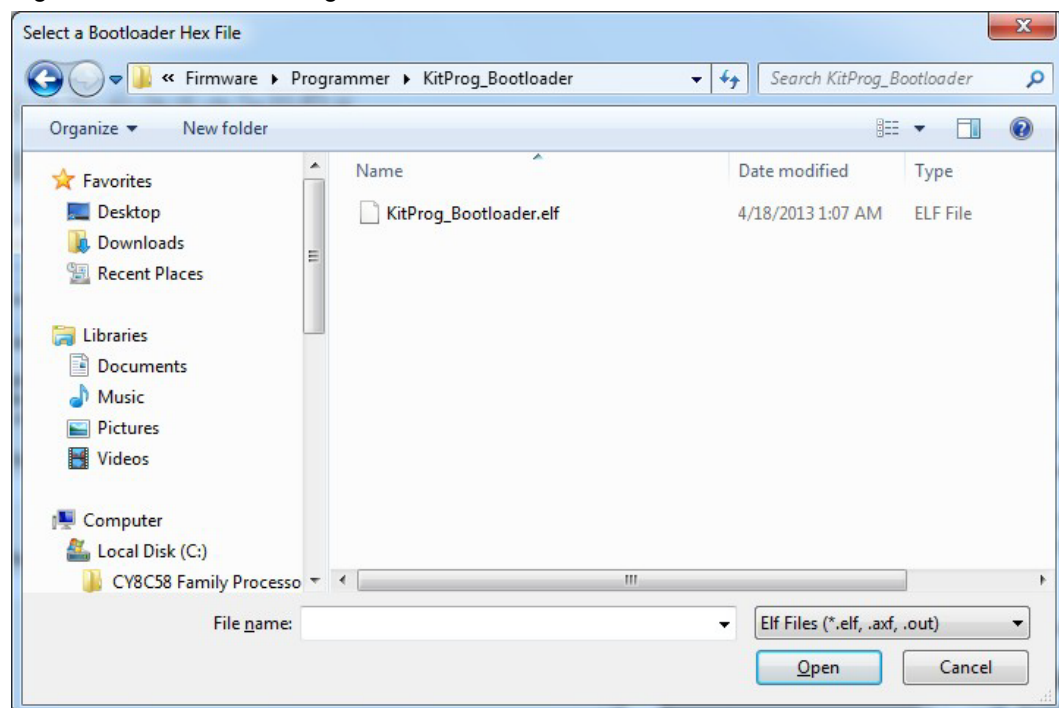 Select a Bootloader Hex File
« Firmware Programmer KitProg_Bootloader
Search KitProg_Bootloader
Organize
New folder
Favorites
Desktop
Downloads
Recent Places
Libraries
Documents
Music
Pictures
Videos
Computer
Local Disk (C:)
CY8C58 Family Processo
Name Date modified Type
KitProg_Bootloader.elf 4/18/2013 1:07 AM ELF File
File name:
Elf Files (*.elf, .axf, .out)
Open Cancel